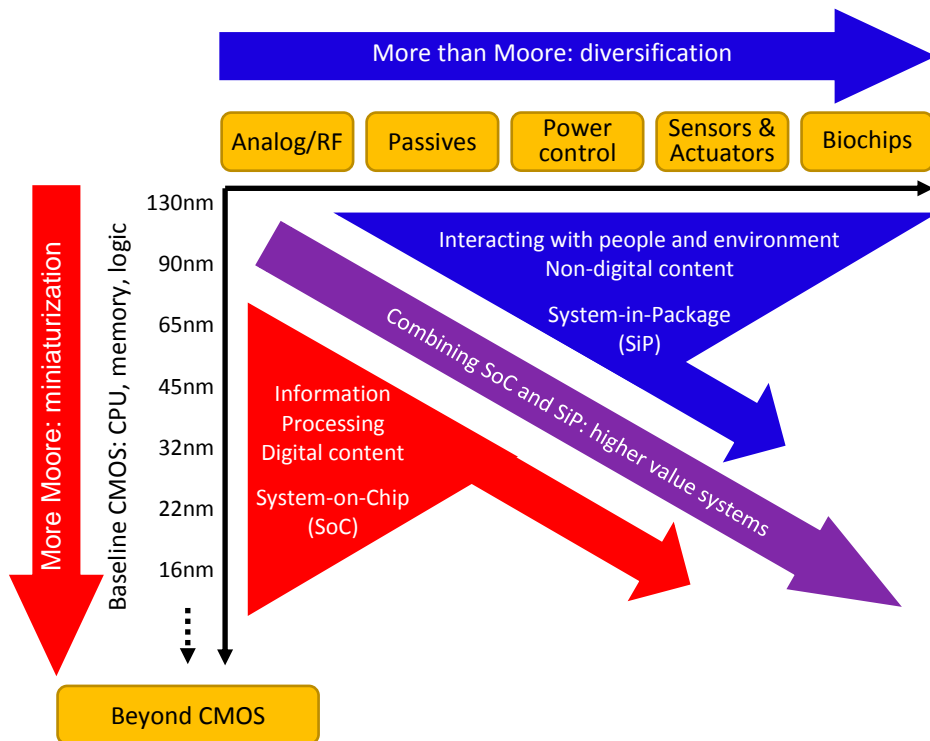 More than Moore: diversification
Analog/RF
Passives
Power
control
Sensors &
Actuators
Biochips
More Moore: miniaturization
Baseline CMOS: CPU, memory, logic
130nm
90nm
65nm
45nm
32nm
22nm
16nm
Interacting with people and environment
Non-digital content
System-in-Package
(SiP)
Combining SoC and SiP: higher value systems
Information
Processing
Digital content
System-on-Chip
(SoC)
Beyond CMOS